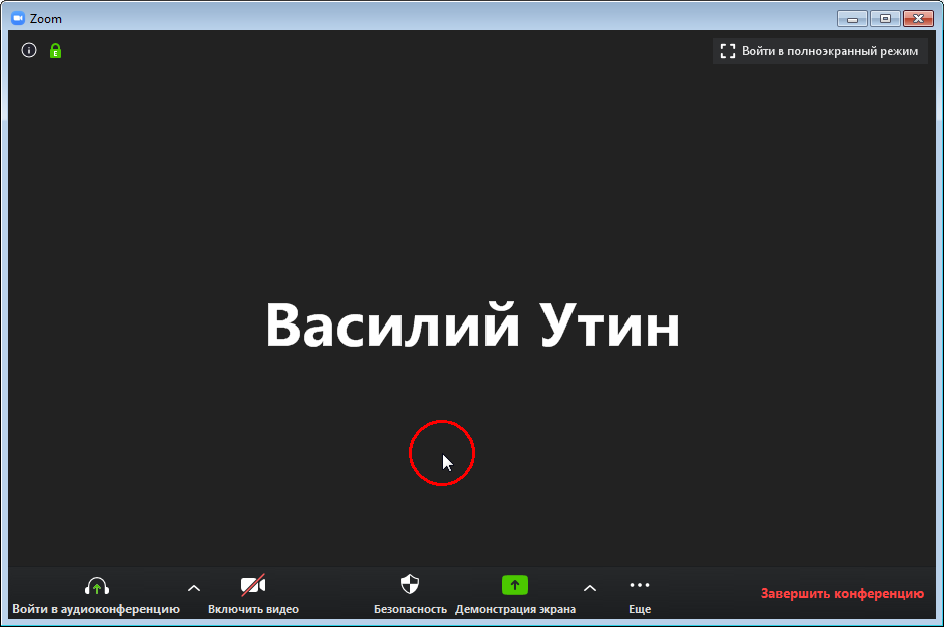 Zoom
Войти в полноэкранный режим
Василий Утин
Войти в аудиоконференцию
Включить видео
Безопасность
Демонстрация экрана
Еще
Завершить конференцию